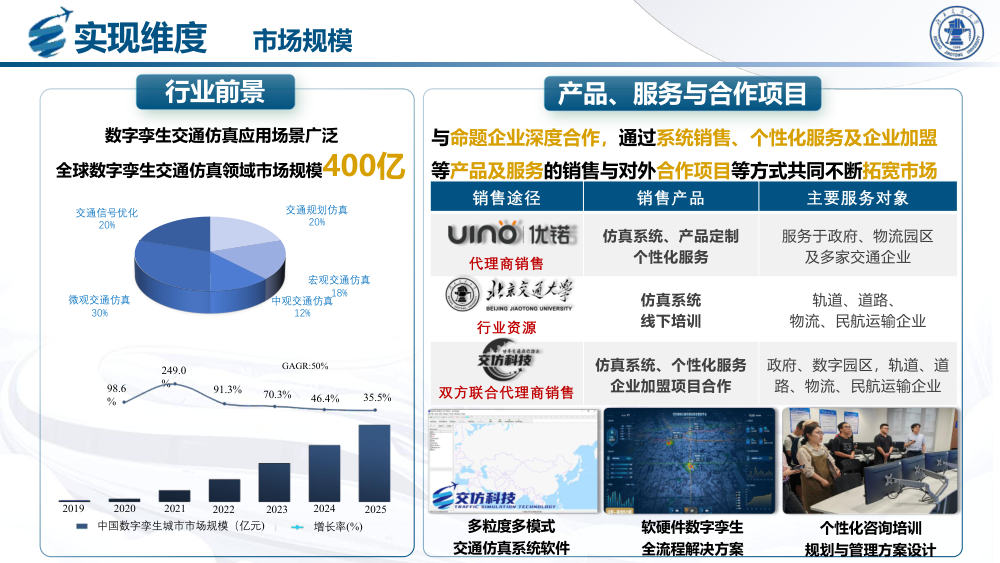 实现维度
市场规模
行业前景
数字孪生交通仿真应用场景广泛
全球数字孪生交通仿真领域市场规模400亿
交通信号优化
20%
交通规划仿真
20%
宏观交通仿真
18%
中观交通仿真
12%
微观交通仿真
30%
GAGR:50%
98.6
%
249.0
%
91.3%
70.3%
46.4%
35.5%
2019
2020
2021
2022
2023
2024
2025
中国数字孪生城市市场规模（亿元）
增长率(%)
产品、服务与合作项目
与命题企业深度合作，通过系统销售、个性化服务及企业加盟
等产品及服务的销售与对外合作项目等方式共同不断拓宽市场
销售途径
销售产品
主要服务对象
UINO 优锘
代理商销售
仿真系统、产品定制
个性化服务
服务于政府、物流园区
及多家交通企业
北京交通大学
BEIJING JIAOTONG UNIVERSITY
行业资源
仿真系统
线下培训
轨道、道路、
物流、民航运输企业
交仿科技
双方联合代理商销售
仿真系统、个性化服务
企业加盟项目合作
政府、数字园区，轨道、道
路、物流、民航运输企业
交仿科技
TRAFFIC SIMULATION TECHNOLOGY
多粒度多模式
交通仿真系统软件
软硬件数字孪生
全流程解决方案
个性化咨询培训
规划与管理方案设计